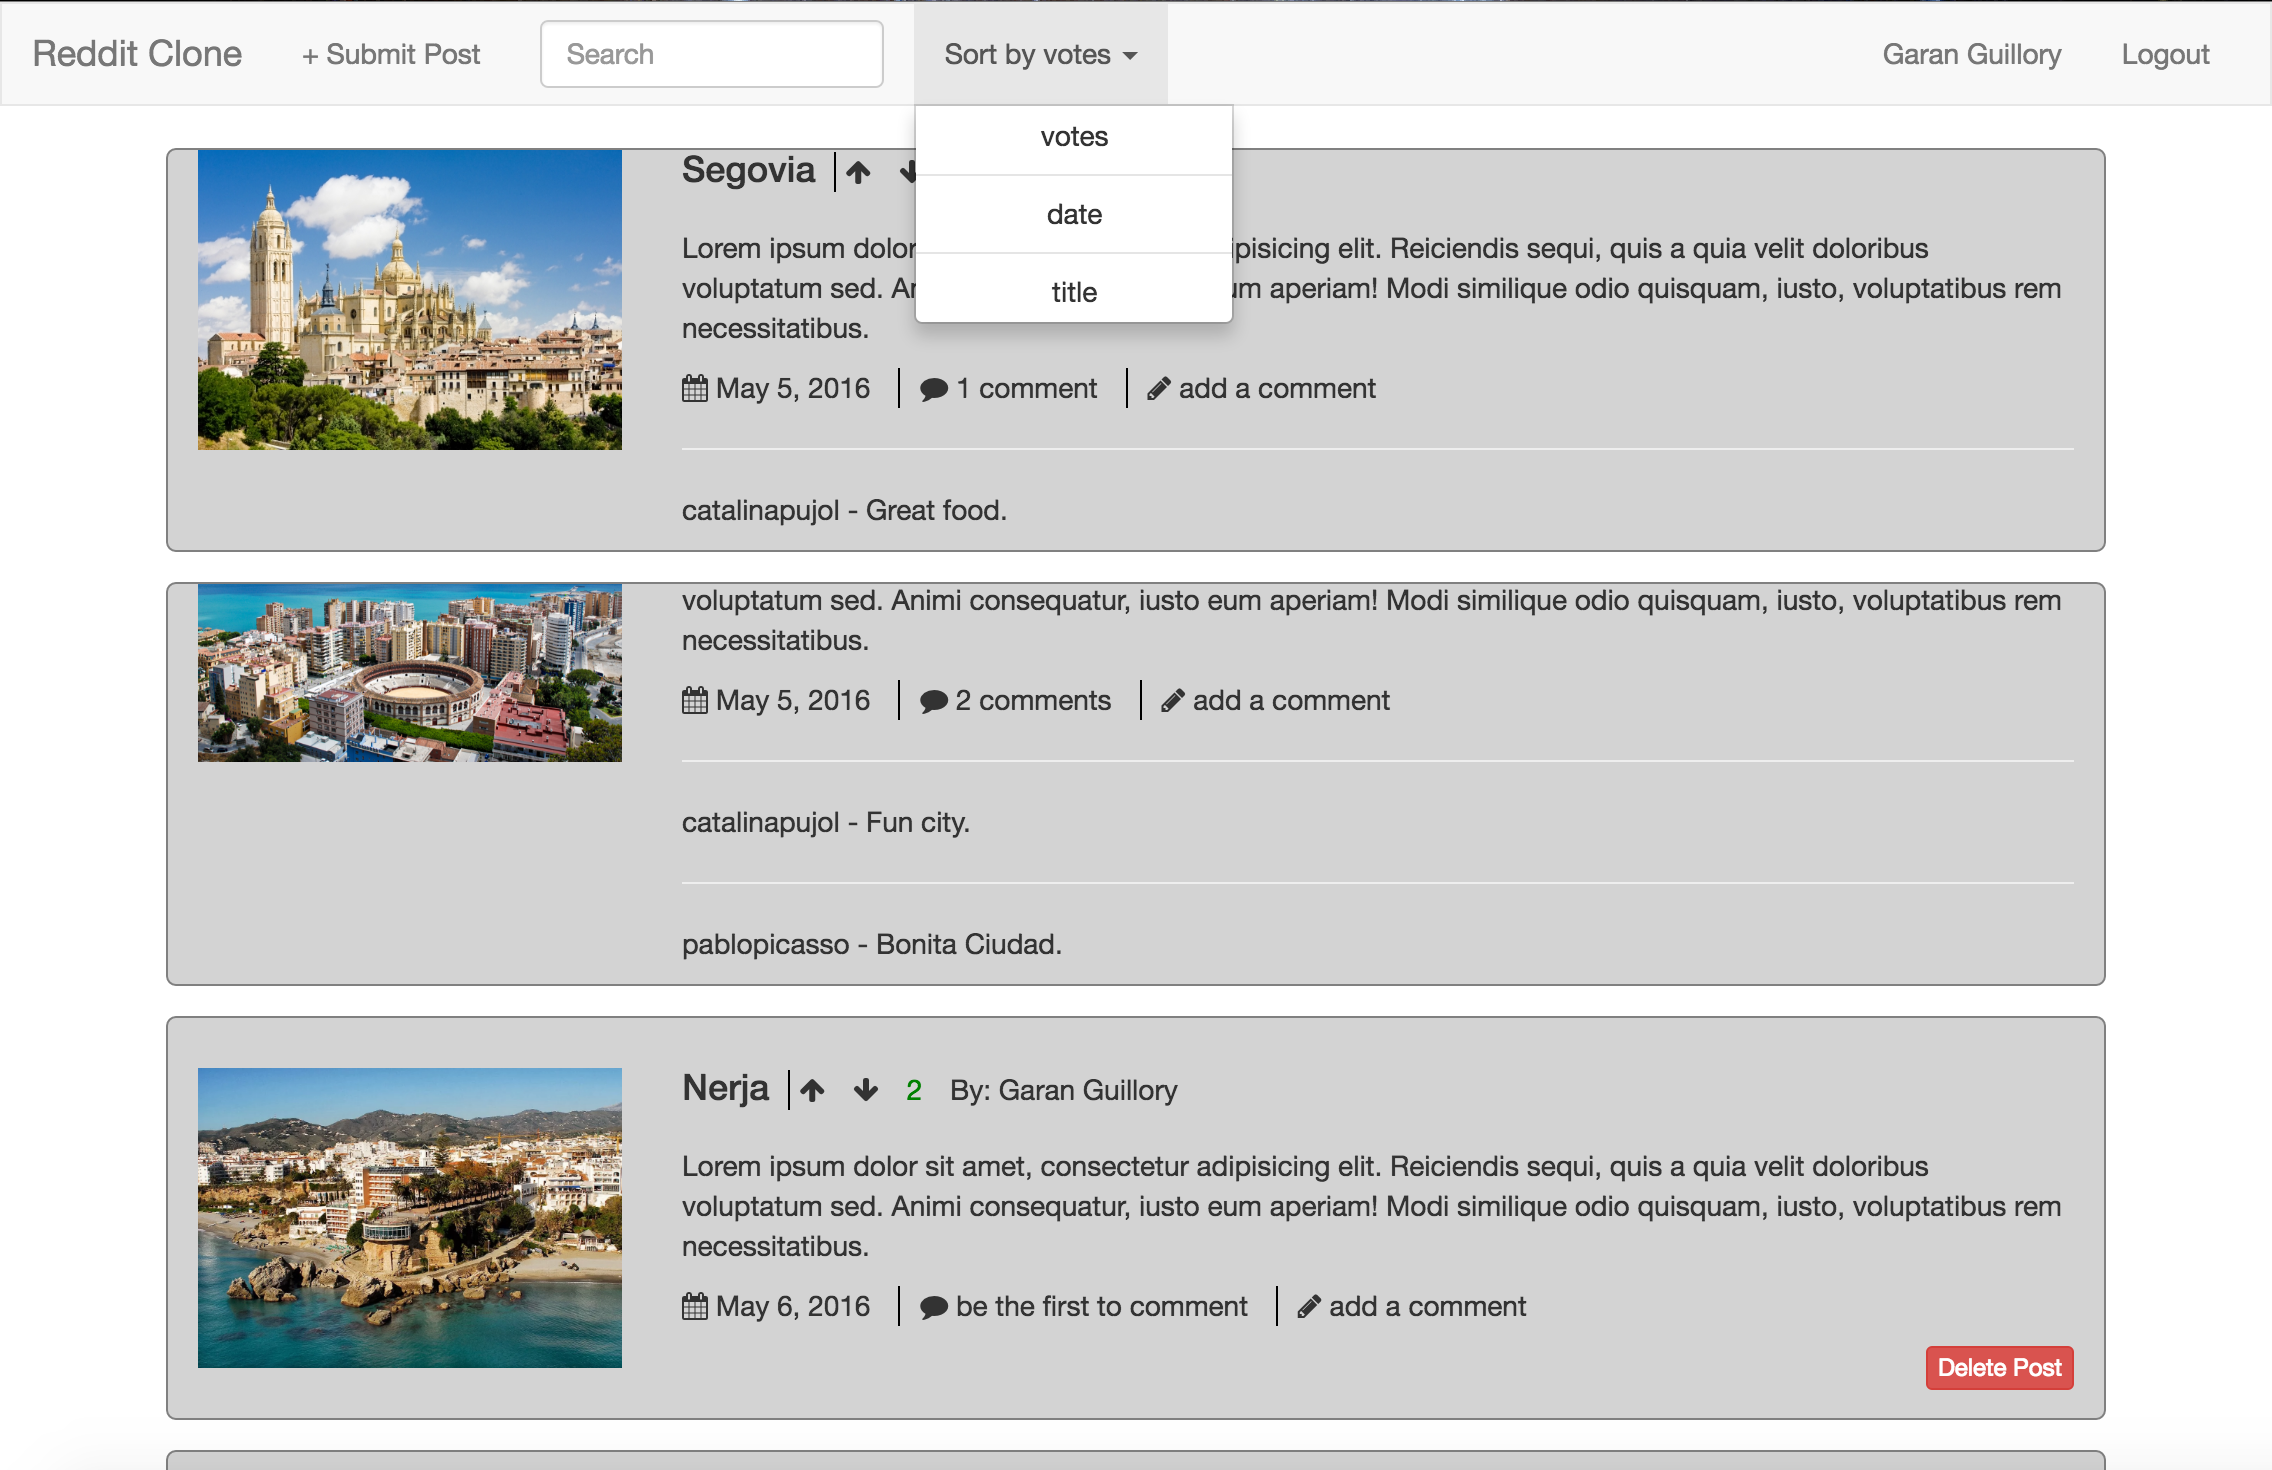 Reddit Clone + Submit Post Search Sort by votes Garan Guillory Logout
votes
date
title
Segovia
Lorem ipsum dolor pisicing elit. Reiciendis sequi, quis a quia velit doloribus
voluptatum sed. aperiam! Modi similique odio quisquam, iusto, voluptatibus rem
necessitatibus.
May 5, 2016 1 comment add a comment
catalinapujol - Great food.
voluptatum sed. Animi consequatur, iusto eum aperiam! Modi similique odio quisquam, iusto, voluptatibus rem
necessitatibus.
May 5, 2016 2 comments add a comment
catalinapujol - Fun city.
pablopicasso - Bonita Ciudad.
Nerja 2 By: Garan Guillory
Lorem ipsum dolor sit amet, consectetur adipisicing elit. Reiciendis sequi, quis a quia velit doloribus
voluptatum sed. Animi consequatur, iusto eum aperiam! Modi similique odio quisquam, iusto, voluptatibus rem
necessitatibus.
May 6, 2016 be the first to comment add a comment
Delete Post